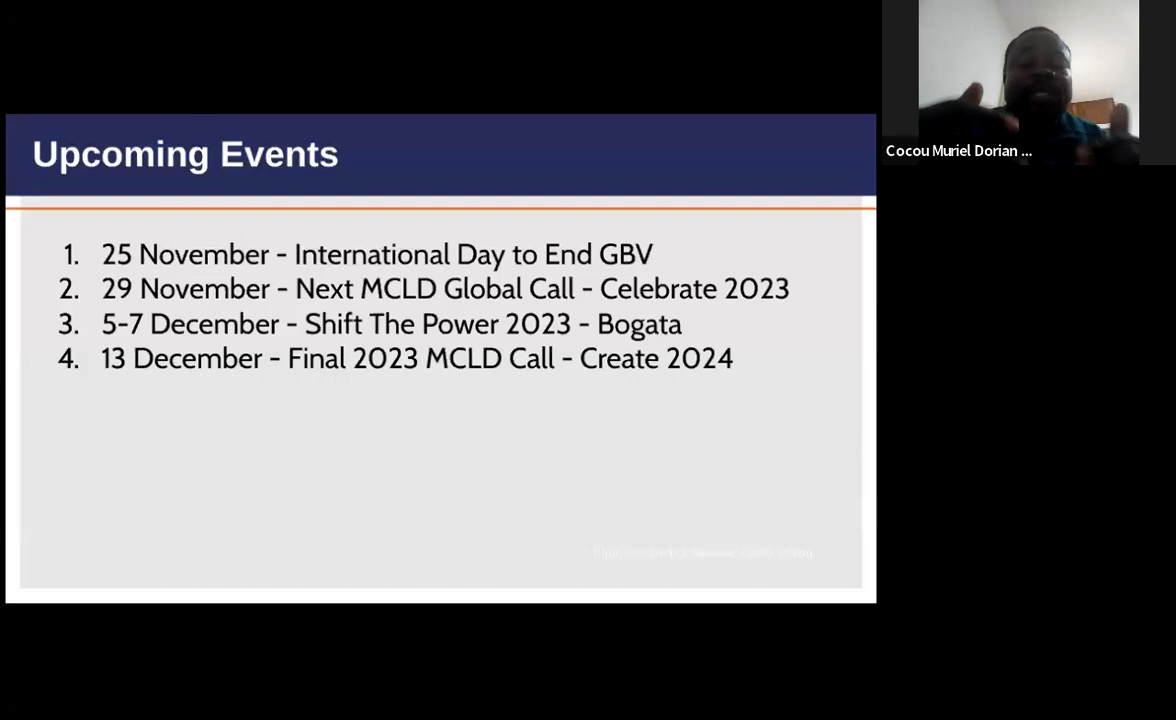 Upcoming Events
1. 25 November - International Day to End GBV
2. 29 November - Next MCLD Global Call - Celebrate 2023
3. 5-7 December - Shift The Power 2023 - Bogata
4. 13 December - Final 2023 MCLD Call - Create 2024
Cocou Muriel Dorian ...